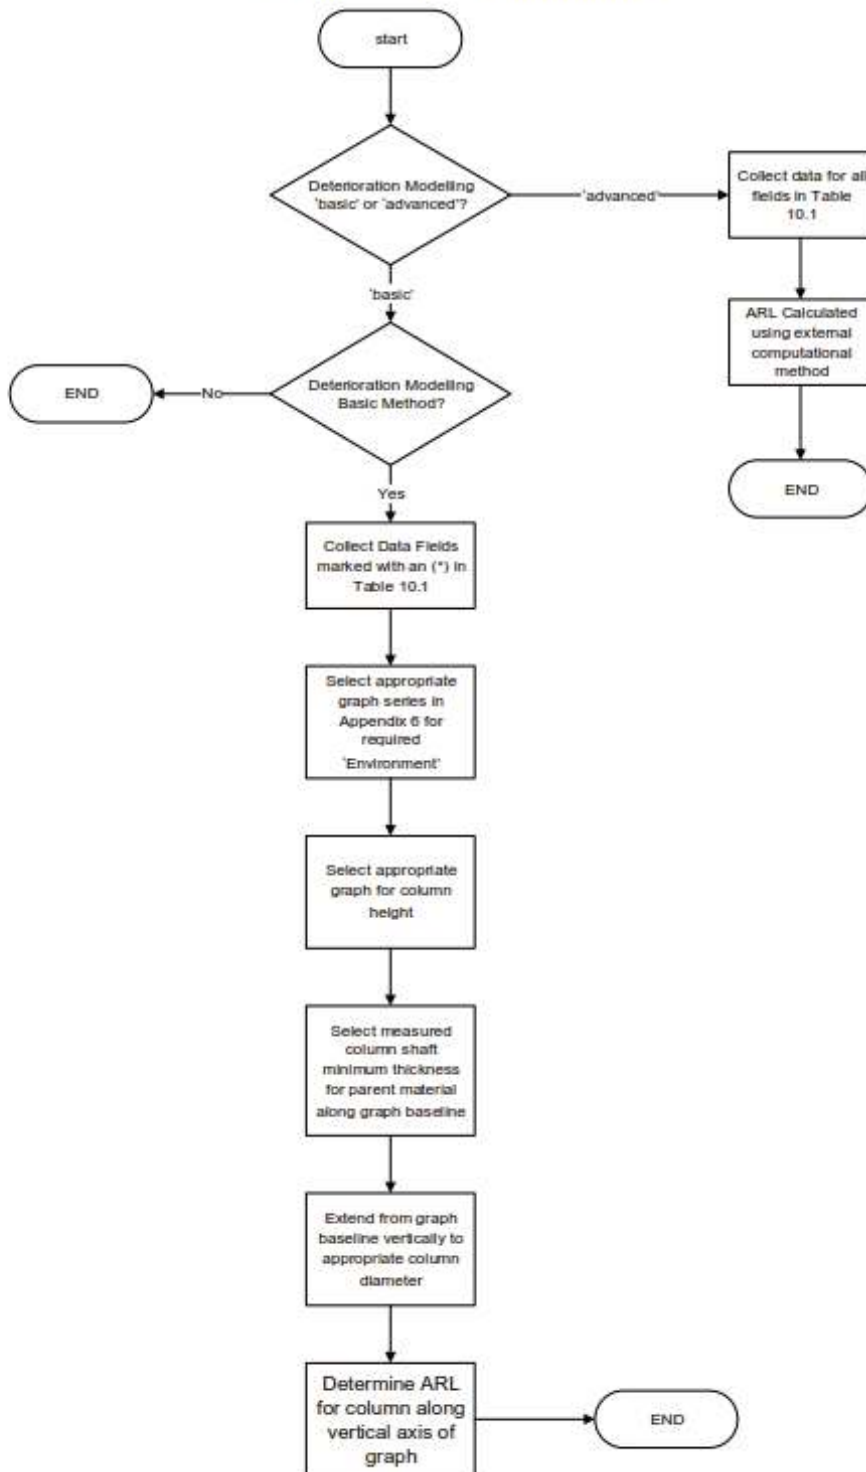 start
Deterioration Modelling
'basic' or 'advanced'?
'advanced'
Collect data for all
fields in Table
10.1
'basic'
ARL Calculated
using external
computational
method
END
No
Deterioration Modelling
Basic Method?
END
Yes
Collect Data Fields
marked with an (*) in
Table 10.1
Select appropriate
graph series in
Appendix 6 for
required
'Environment'
Select appropriate
graph for column
height
Select measured
column shaft
minimum thickness
for parent material
along graph baseline
Extend from graph
baseline vertically to
appropriate column
diameter
Determine ARL
for column along
vertical axis of
graph
END